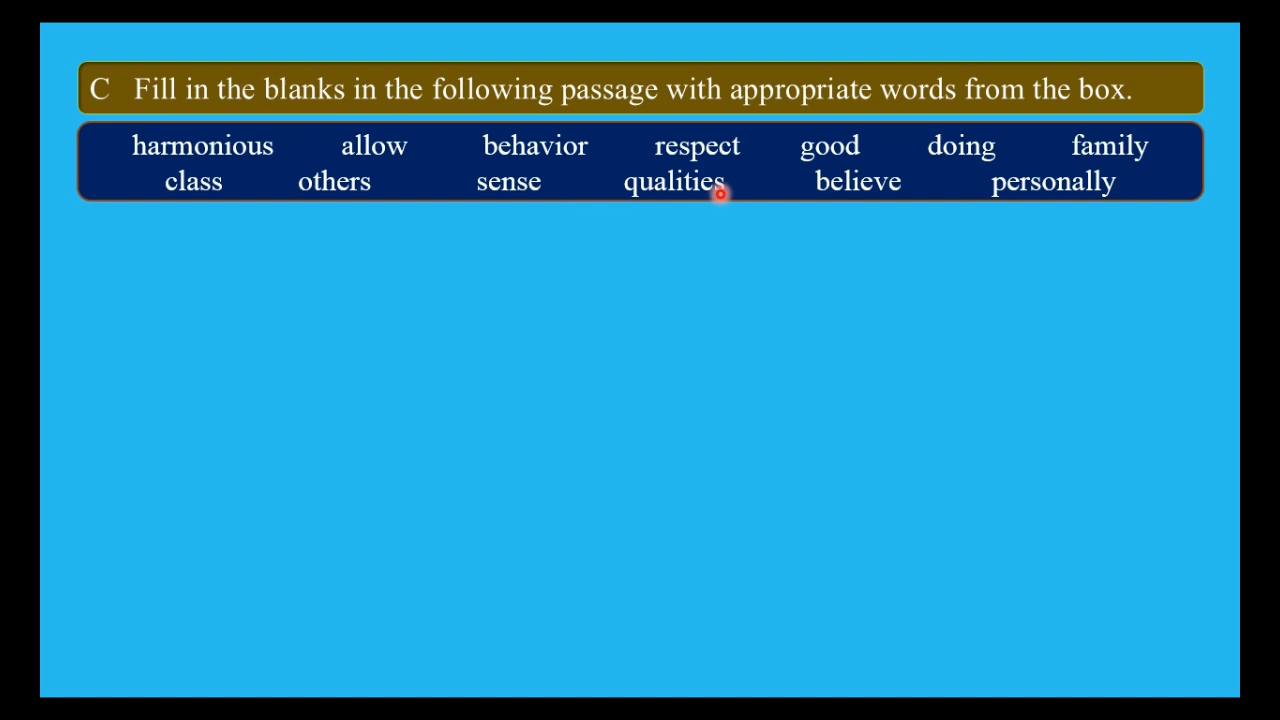 C Fill in the blanks in the following passage with appropriate words from the box.
harmonious allow behavior respect good doing family
class others sense qualities believe personally